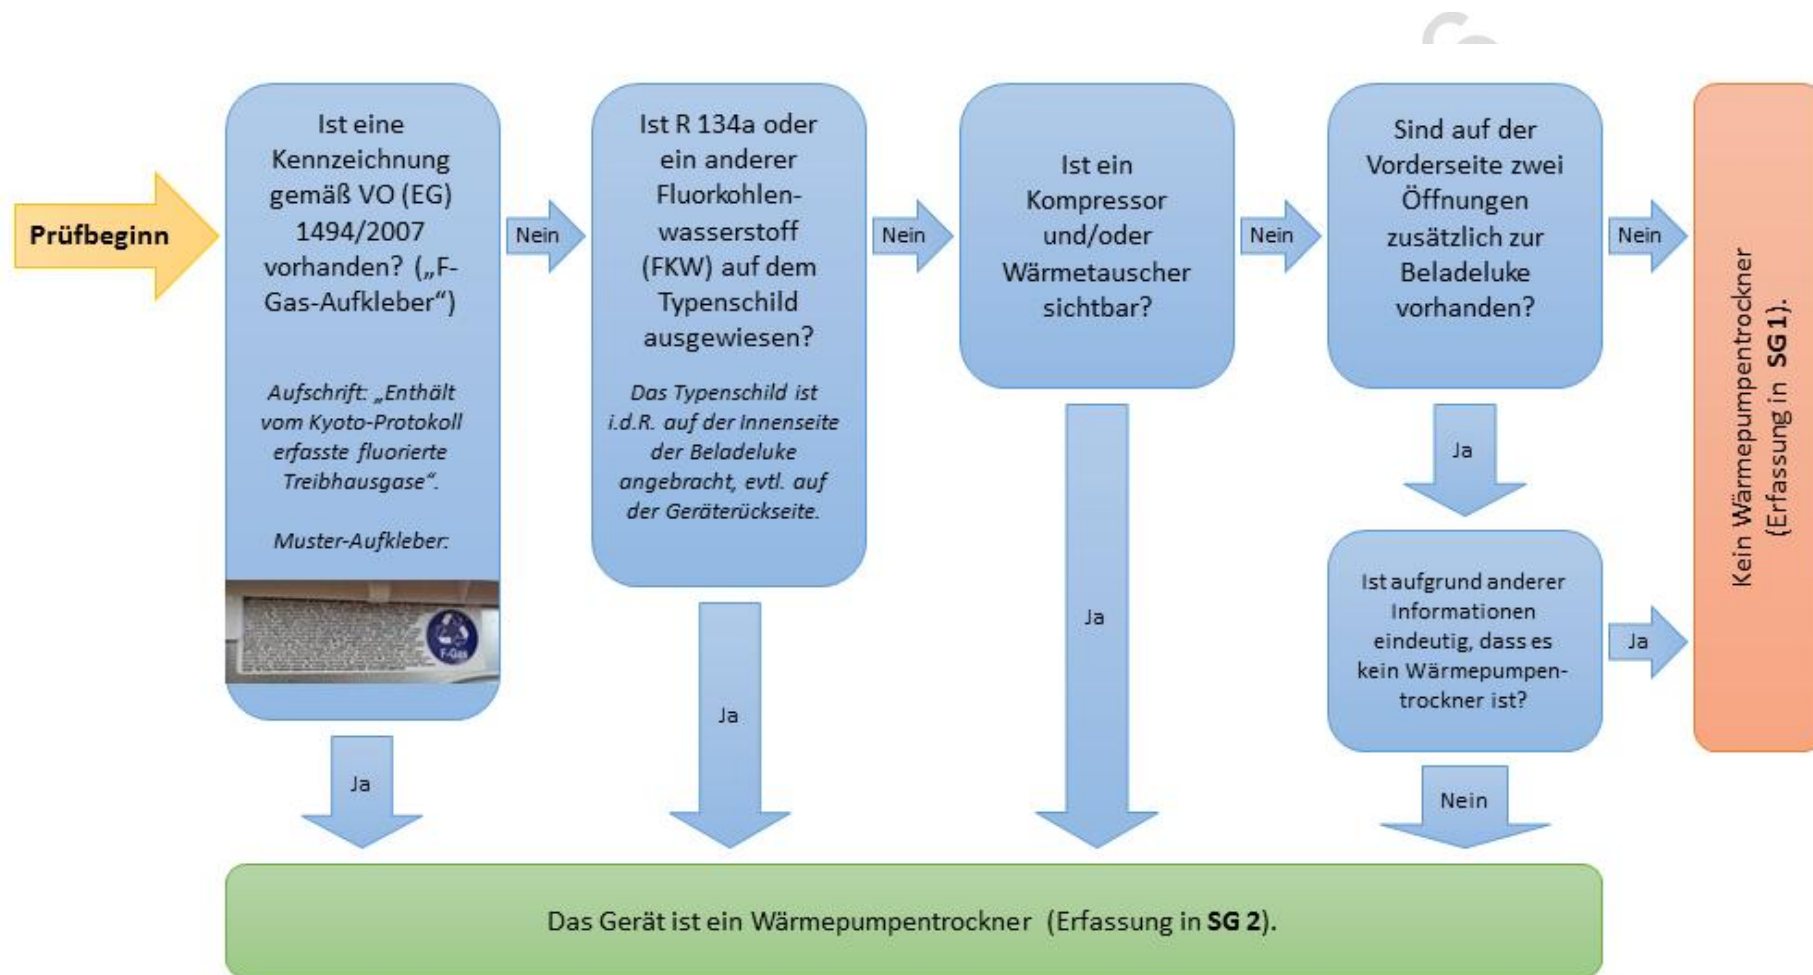 Prüfbeginn
Ist eine
Kennzeichnung
gemäß VO (EG)
1494/2007
vorhanden? („F-
Gas-Aufkleber“)
Aufschrift: „Enthält
vom Kyoto-Protokoll
erfasste fluorierte
Treibhausgase“.
Muster-Aufkleber:
F-Gas
Ja
Nein
Ist R 134a oder
ein anderer
Fluorkohlen-
wasserstoff
(FKW) auf dem
Typenschild
ausgewiesen?
Das Typenschild ist
i.d.R. auf der Innenseite
der Beladeluke
angebracht, evtl. auf
der Geräterückseite.
Ja
Nein
Ist ein
Kompressor
und/oder
Wärmetauscher
sichtbar?
Ja
Nein
Sind auf der
Vorderseite zwei
Öffnungen
zusätzlich zur
Beladeluke
vorhanden?
Nein
Ja
Ist aufgrund anderer
Informationen
eindeutig, dass es
kein Wärmepumpen-
trockner ist?
Ja
Nein
Kein Wärmepumpentrockner
(Erfassung in SG 1).
Das Gerät ist ein Wärmepumpentrockner (Erfassung in SG 2).